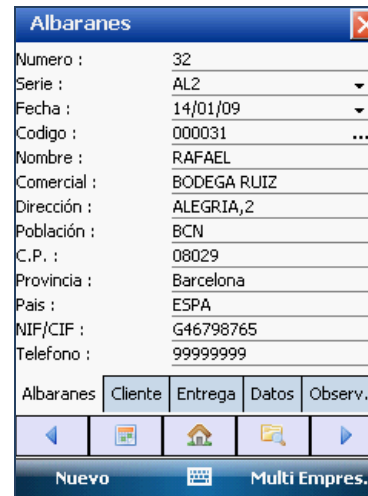 Albaranes
Numero : 32
Serie : AL2
Fecha : 14/01/09
Codigo : 000031 ...
Nombre : RAFAEL
Comercial : BODEGA RUIZ
Dirección : ALEGRIA,2
Población : BCN
C.P. : 08029
Provincia : Barcelona
Pais : ESPA
NIF/CIF : G46798765
Telefono : 99999999
Albaranes Cliente Entrega Datos Observ.
Nuevo Multi Empres.